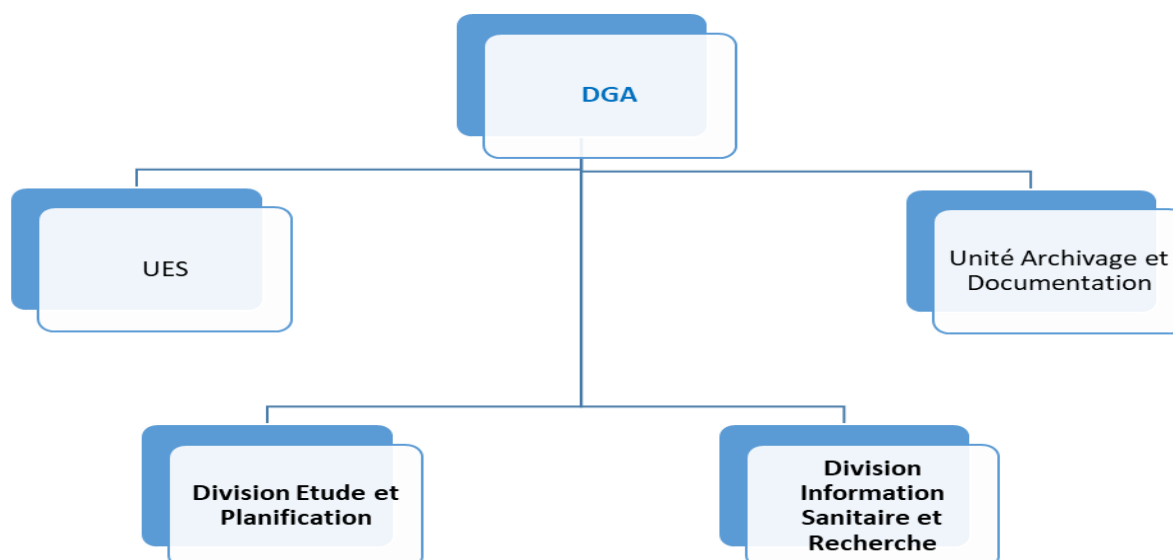 DGA
UES
Unité Archivage et
Documentation
Division Etude et
Planification
Division
Information
Sanitaire et
Recherche